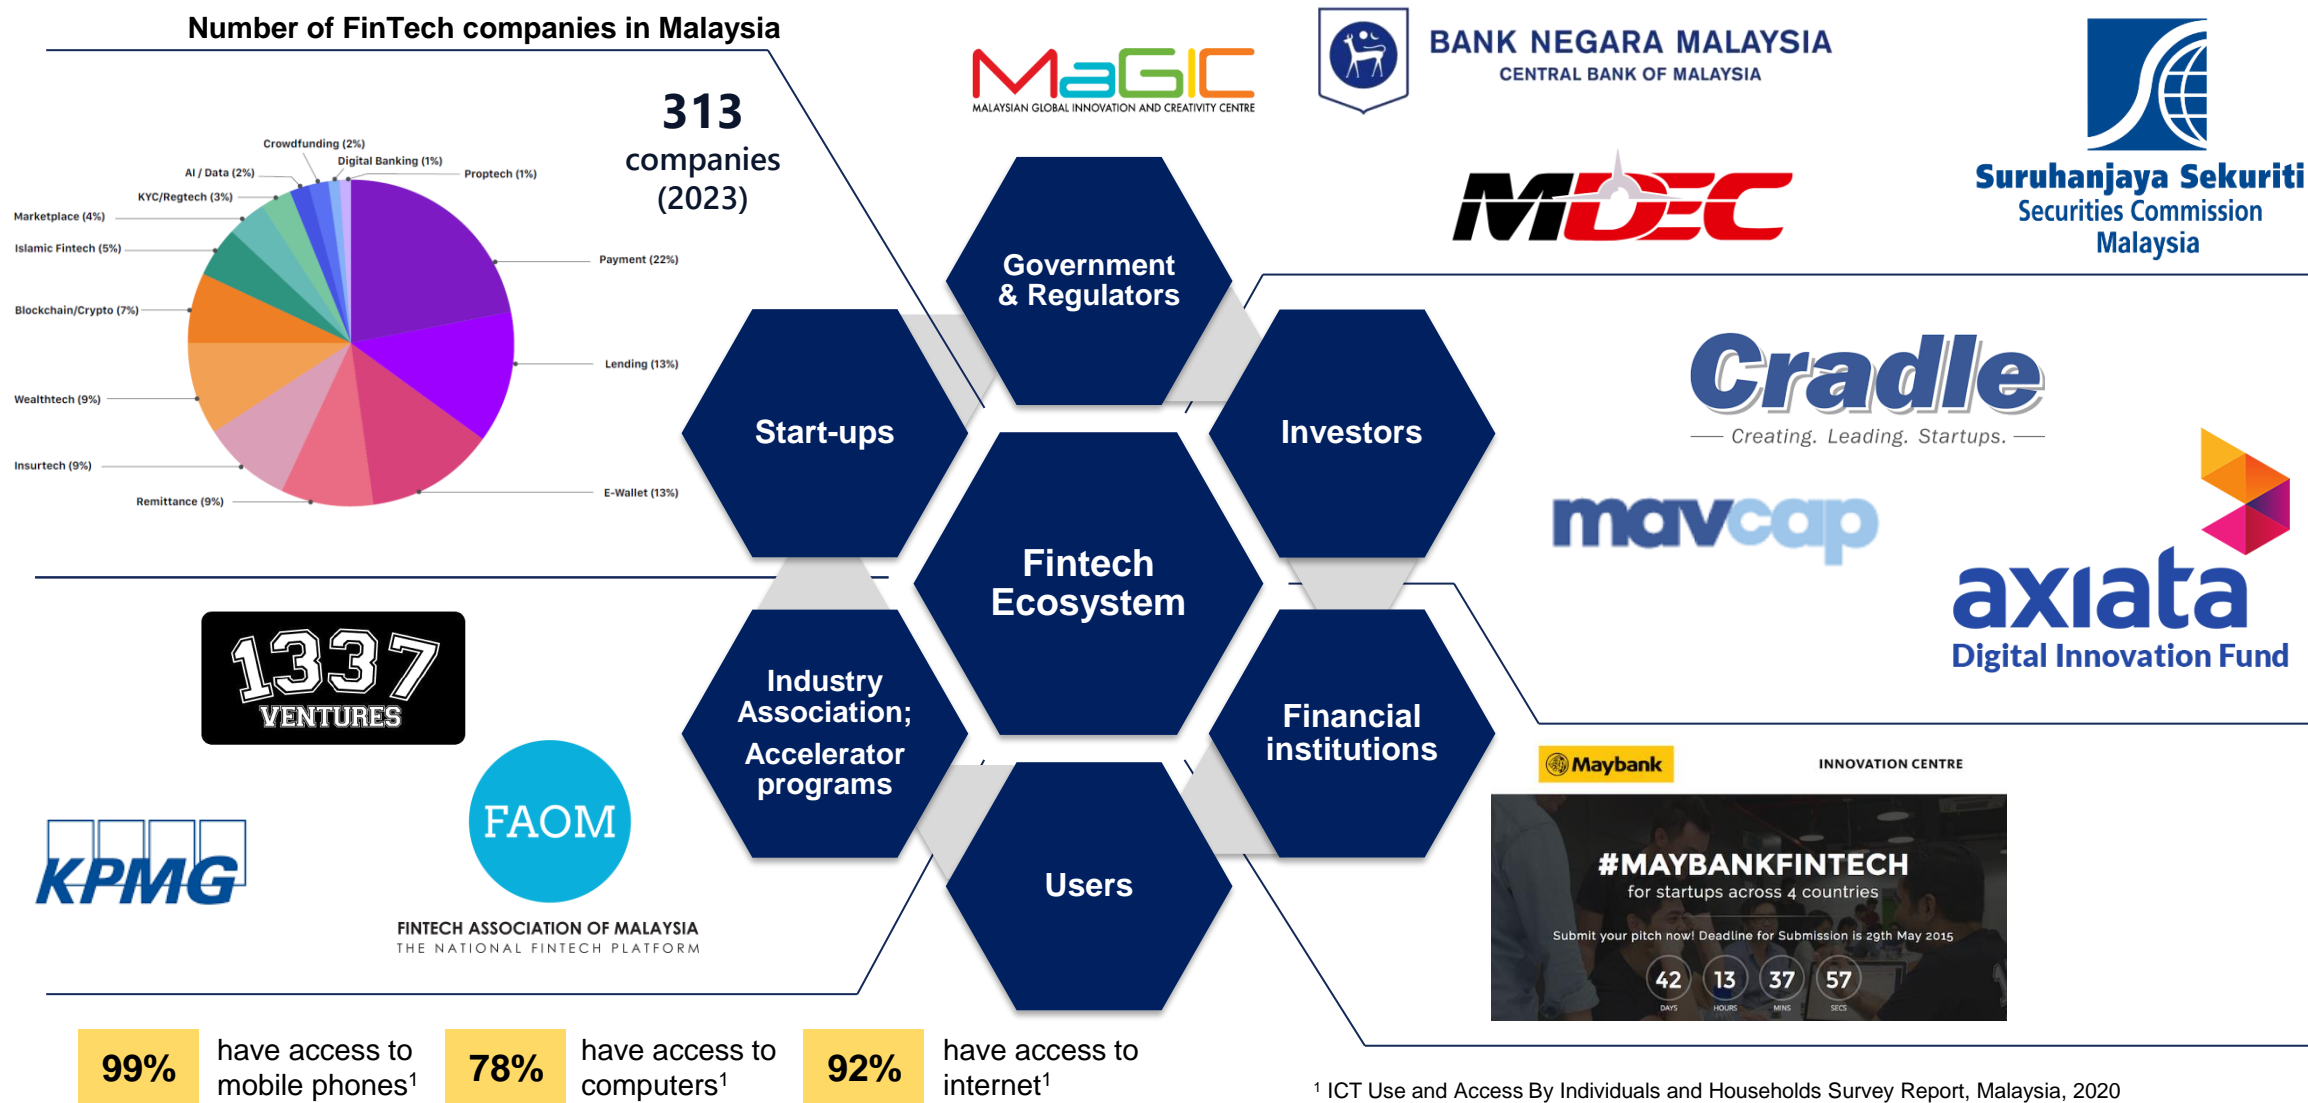 Number of FinTech companies in Malaysia
313
companies
(2023)
Crowdfunding (2%)
Digital Banking (1%)
AI / Data (2%)
Proptech (1%)
KYC/Regtech (3%)
Marketplace (4%)
Islamic Fintech (5%)
Payment (22%)
Blockchain/Crypto (7%)
Lending (13%)
Wealthtech (9%)
Insurtech (9%)
E-Wallet (13%)
Remittance (9%)
MaGIC
MALAYSIAN GLOBAL INNOVATION AND CREATIVITY CENTRE
BANK NEGARA MALAYSIA
CENTRAL BANK OF MALAYSIA
MDEC
Suruhanjaya Sekuriti
Securities Commission
Malaysia
Government
& Regulators
Start-ups
Investors
Fintech
Ecosystem
Industry
Association;
Accelerator
programs
Financial
institutions
Users
Cradle
Creating. Leading. Startups.
mavcap
axiata
Digital Innovation Fund
1337
VENTURES
KPMG
FAOM
FINTECH ASSOCIATION OF MALAYSIA
THE NATIONAL FINTECH PLATFORM
Maybank
INNOVATION CENTRE
#MAYBANKFINTECH
for startups across 4 countries
Submit your pitch now! Deadline for Submission is 29th May 2015
42 13 37 57
DAYS HOURS MINS SECS
99% have access to
mobile phones¹
78% have access to
computers¹
92% have access to
internet¹
¹ ICT Use and Access By Individuals and Households Survey Report, Malaysia, 2020